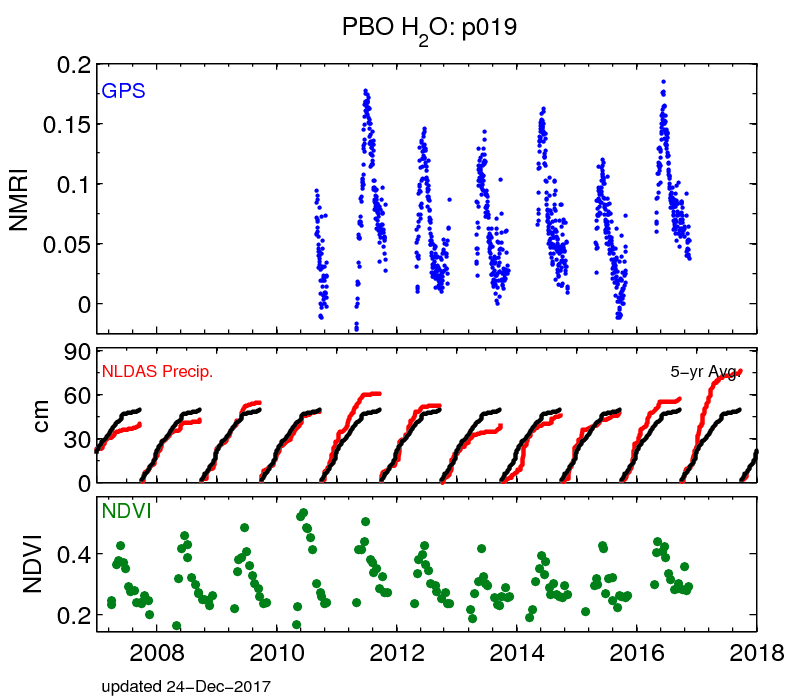 PBO H2O: p019
0.2
GPS
0.15
NMRI
0.1
0.05
0
90
NLDAS Precip.
5−yr Avg.
60
cm
30
0
NDVI
0.4
NDVI
0.2
2008 2010 2012 2014 2016 2018
updated 24−Dec−2017